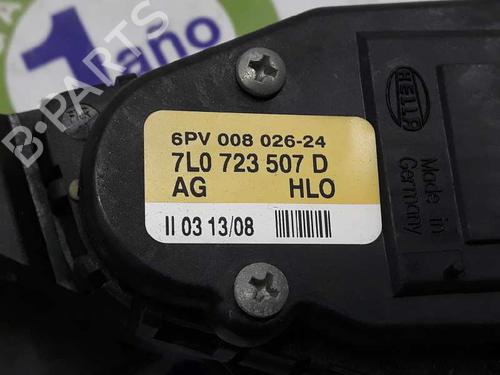 1 ano
B-PARTS
6PV 008 026-24
7L0 723 507 D
AG HLO
II 03 13/08
HELLA
Made in
Germany